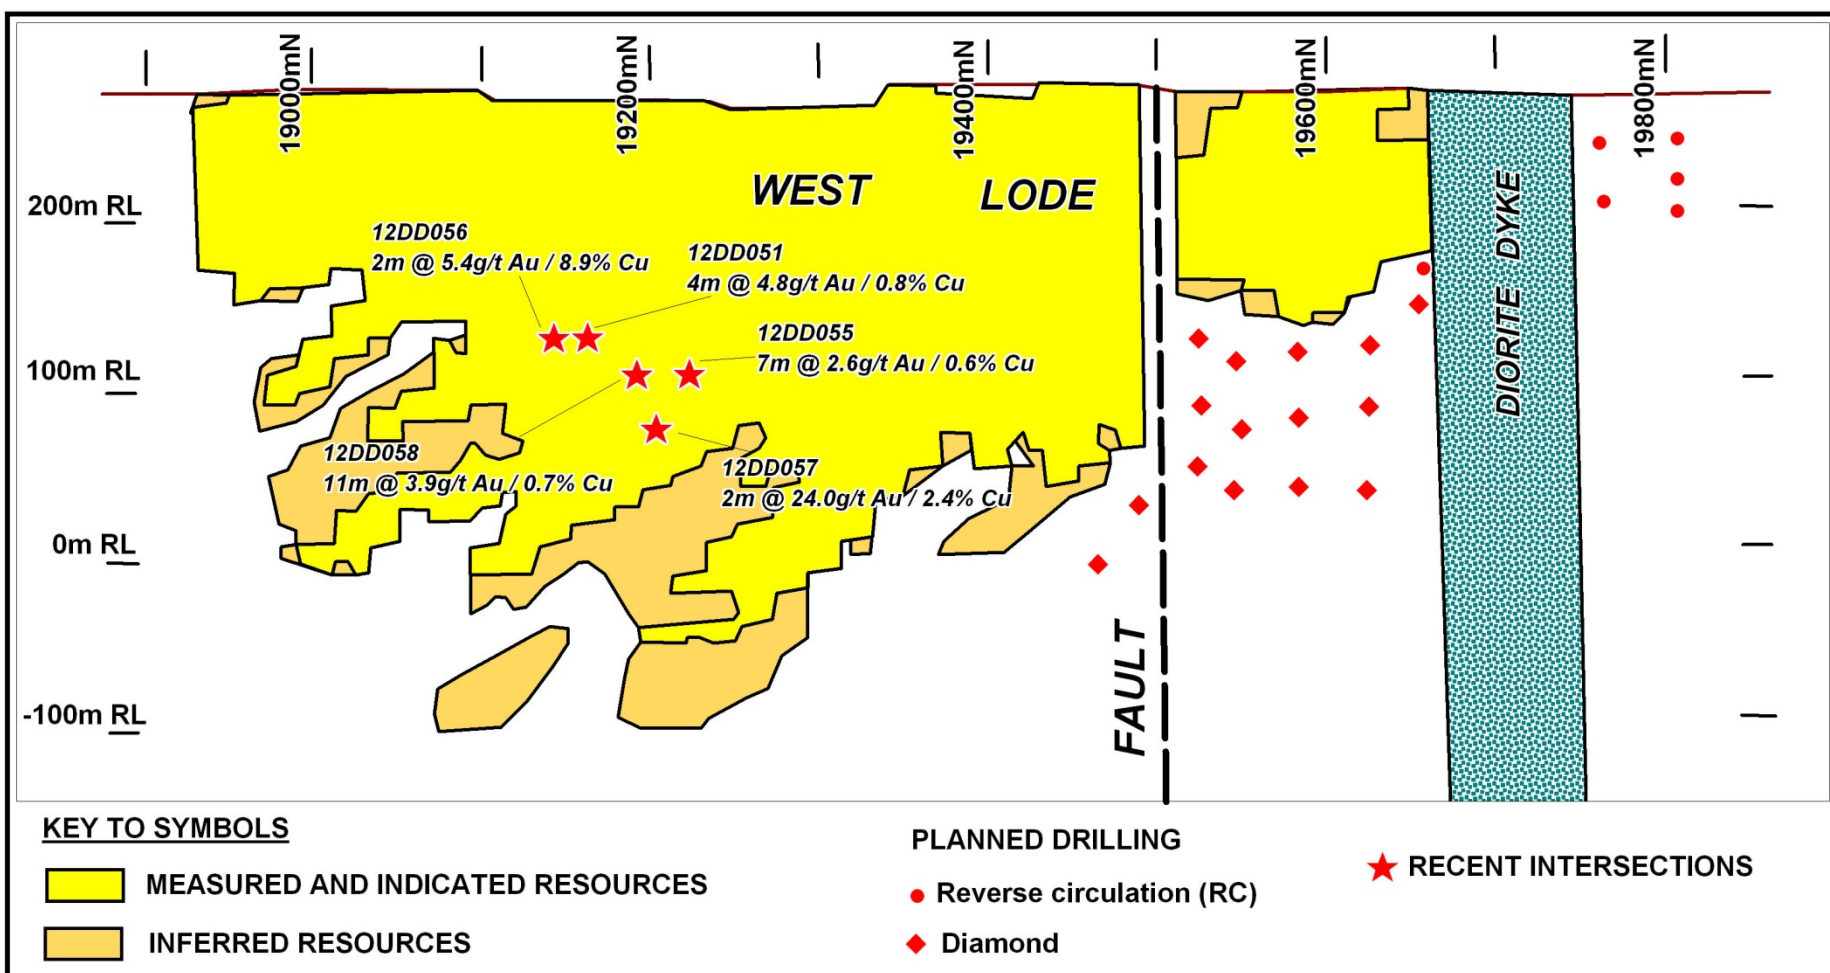 19000mN
19200mN
19400mN
19600mN
19800mN
WEST LODE
200m RL
100m RL
0m RL
-100m RL
12DD056
2m @ 5.4g/t Au / 8.9% Cu
12DD051
4m @ 4.8g/t Au / 0.8% Cu
12DD055
7m @ 2.6g/t Au / 0.6% Cu
12DD058
11m @ 3.9g/t Au / 0.7% Cu
12DD057
2m @ 24.0g/t Au / 2.4% Cu
FAULT
DIORITE DYKE
KEY TO SYMBOLS
MEASURED AND INDICATED RESOURCES
INFERRED RESOURCES
PLANNED DRILLING
Reverse circulation (RC)
Diamond
RECENT INTERSECTIONS